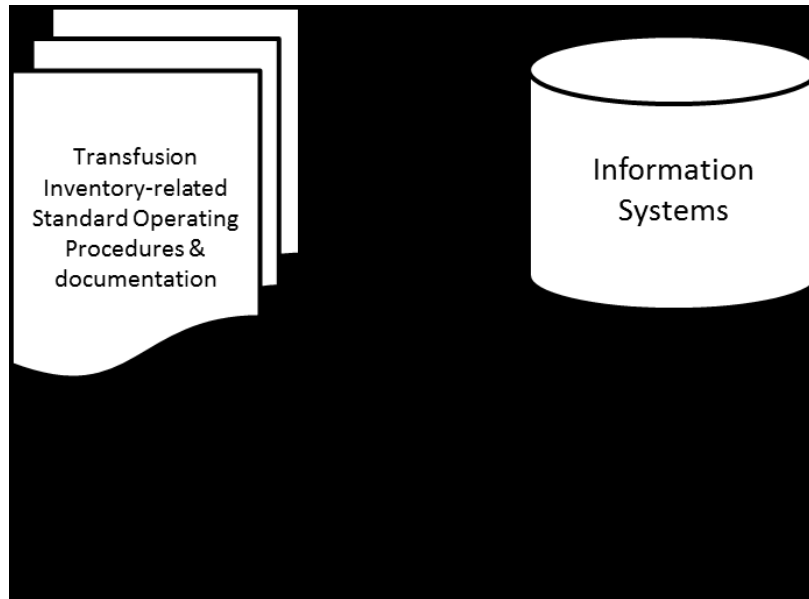 Transfusion
Inventory-related
Standard Operating
Procedures &
documentation
Information
Systems